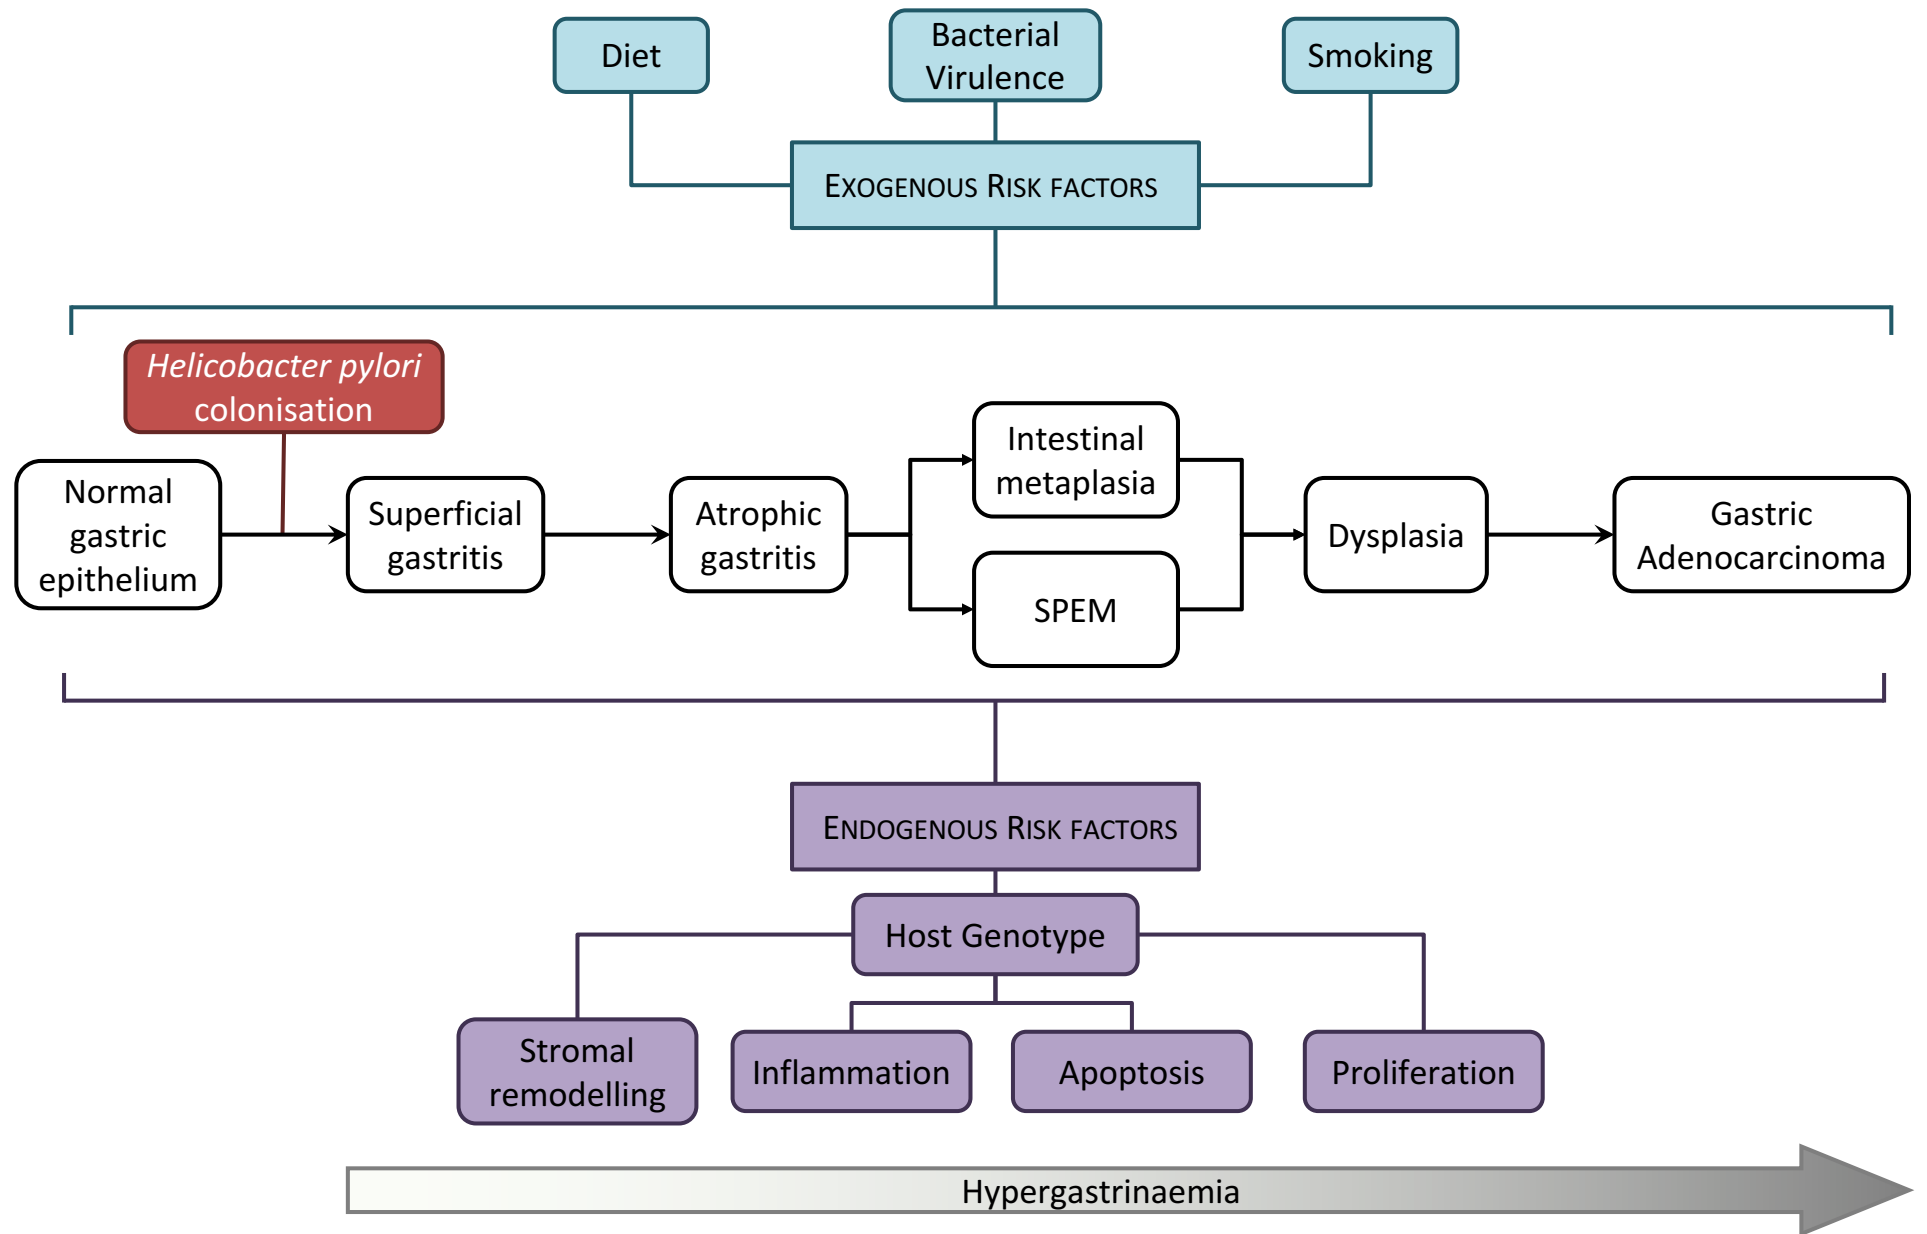 Diet
Bacterial
Virulence
Smoking
EXOGENOUS RISK FACTORS
Helicobacter pylori
colonisation
Normal
gastric
epithelium
Superficial
gastritis
Atrophic
gastritis
Intestinal
metaplasia
SPEM
Dysplasia
Gastric
Adenocarcinoma
ENDOGENOUS RISK FACTORS
Host Genotype
Stromal
remodelling
Inflammation
Apoptosis
Proliferation
Hypergastrinaemia